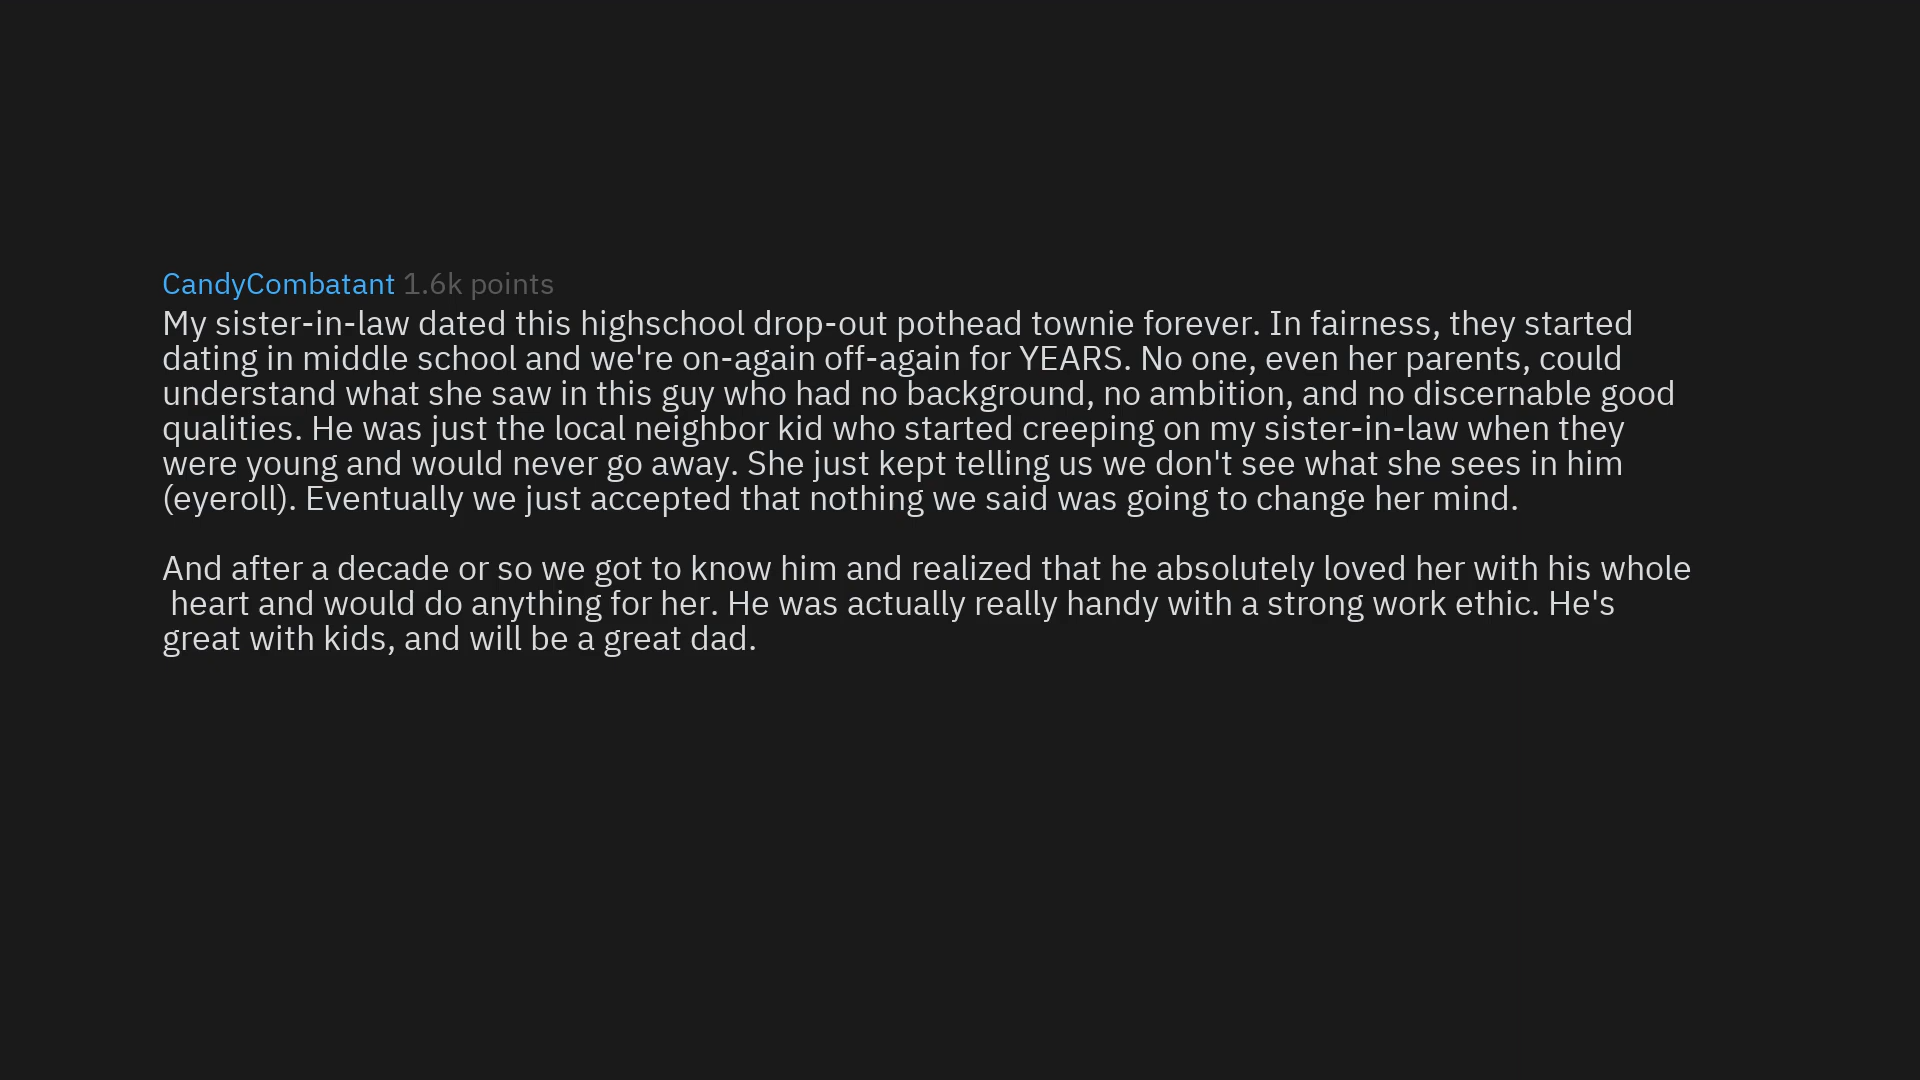 CandyCombatant 1.6k points
My sister-in-law dated this highschool drop-out pothead townie forever. In fairness, they started
dating in middle school and we're on-again off-again for YEARS. No one, even her parents, could
understand what she saw in this guy who had no background, no ambition, and no discernable good
qualities. He was just the local neighbor kid who started creeping on my sister-in-law when they
were young and would never go away. She just kept telling us we don't see what she sees in him
(eyeroll). Eventually we just accepted that nothing we said was going to change her mind.
And after a decade or so we got to know him and realized that he absolutely loved her with his whole
heart and would do anything for her. He was actually really handy with a strong work ethic. He's
great with kids, and will be a great dad.